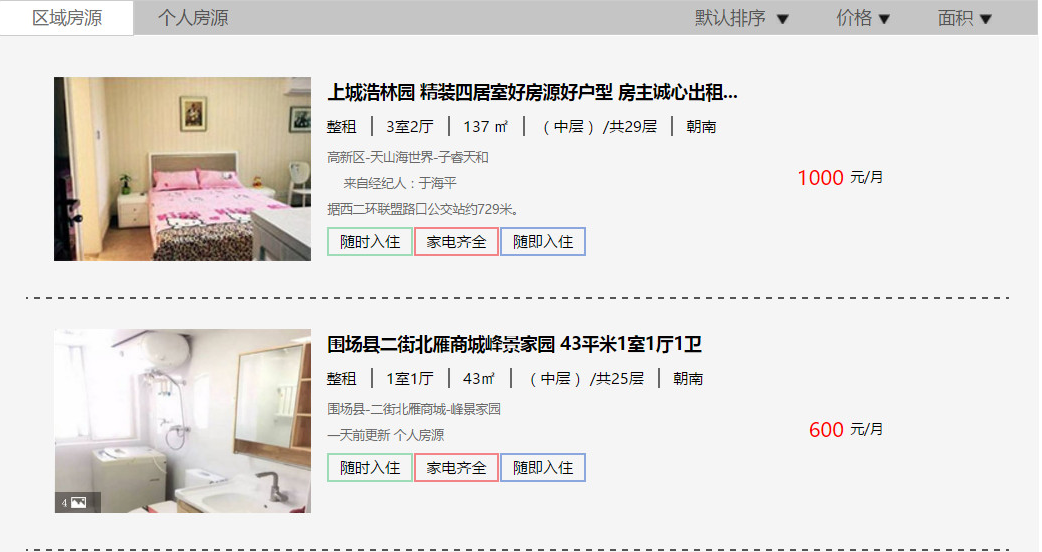 区域房源 个人房源 默认排序 ▼ 价格 ▼ 面积 ▼
上城浩林园 精装四居室好房源好户型 房主诚心出租...
整租 | 3室2厅 | 137 ㎡ | （ 中层 ） /共29层 | 朝南
高新区-天山海世界-子睿天和
来自经纪人：于海平
1000 元/月
据西二环联盟路口公交站约729米。
随时入住 家电齐全 随即入住
围场县二街北雁商城峰景家园 43平米1室1厅1卫
整租 | 1室1厅 | 43㎡ | （ 中层 ） /共25层 | 朝南
围场县-二街北雁商城-峰景家园
600 元/月
一天前更新 个人房源
随时入住 家电齐全 随即入住
4